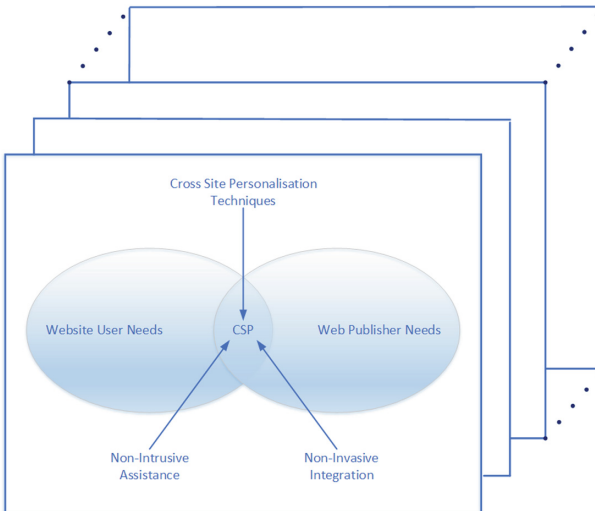 Cross Site Personalisation
Techniques
Website User Needs
CSP
Web Publisher Needs
Non-Intrusive
Assistance
Non-Invasive
Integration